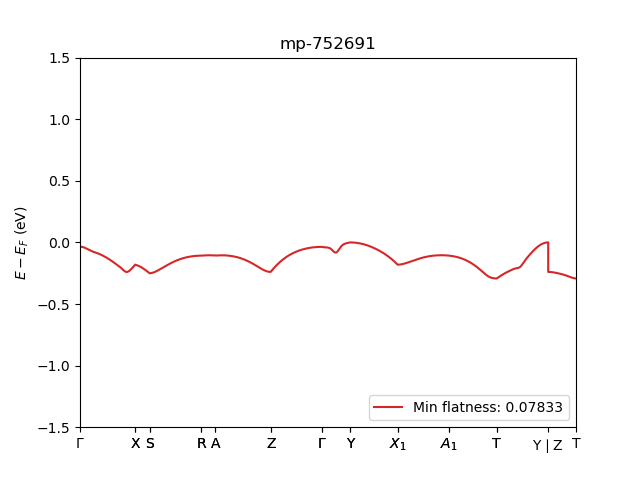 mp-752691
E − E_F (eV)
1.5
1.0
0.5
0.0
−0.5
−1.0
−1.5
Min flatness: 0.07833
Γ X S R A Z Γ Y X₁ A₁ T Y | Z T